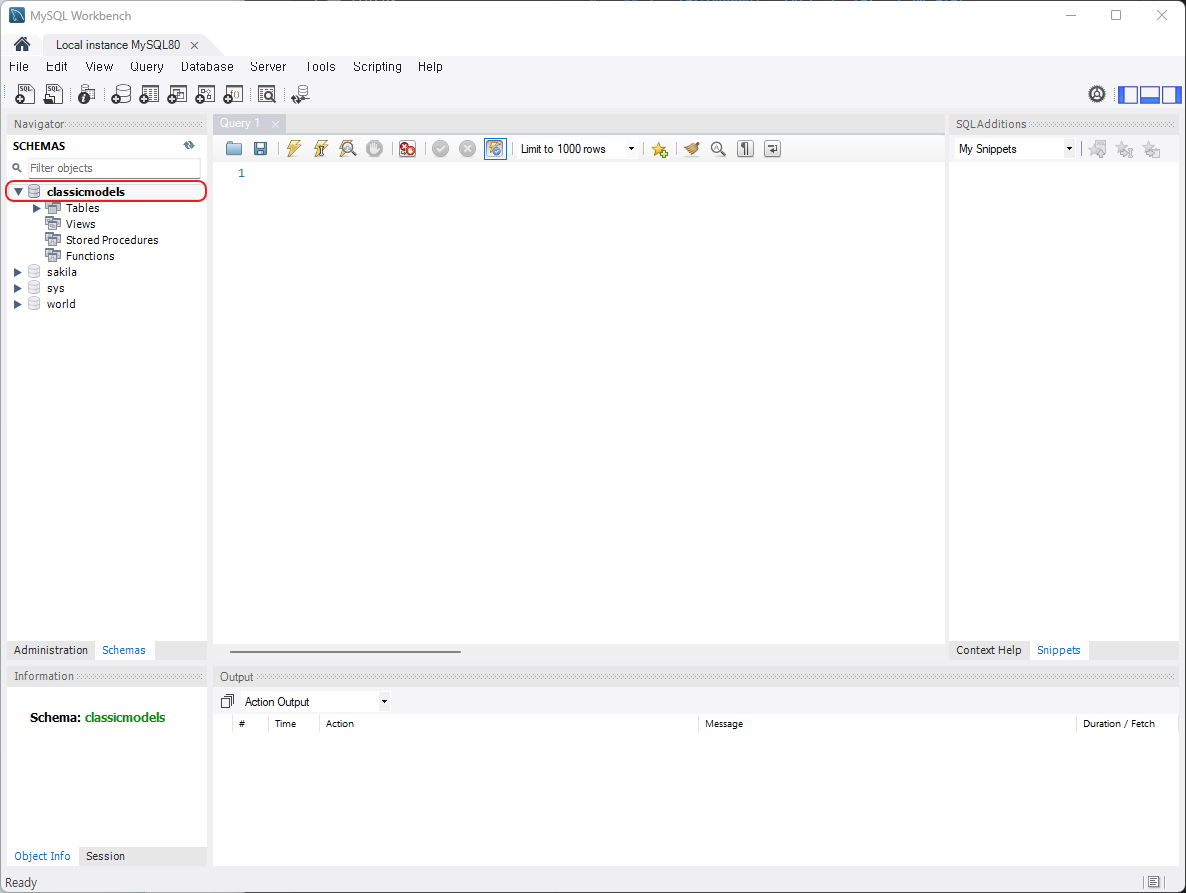 MySQL Workbench
Local instance MySQL80
File Edit View Query Database Server Tools Scripting Help
Navigator
SCHEMAS
Filter objects
classicmodels
Tables
Views
Stored Procedures
Functions
sakila
sys
world
Administration Schemas
Information
Schema: classicmodels
Object Info Session
Query 1
Limit to 1000 rows
1
SQLAdditions
My Snippets
Context Help Snippets
Output
Action Output
# Time Action Message Duration / Fetch
Ready